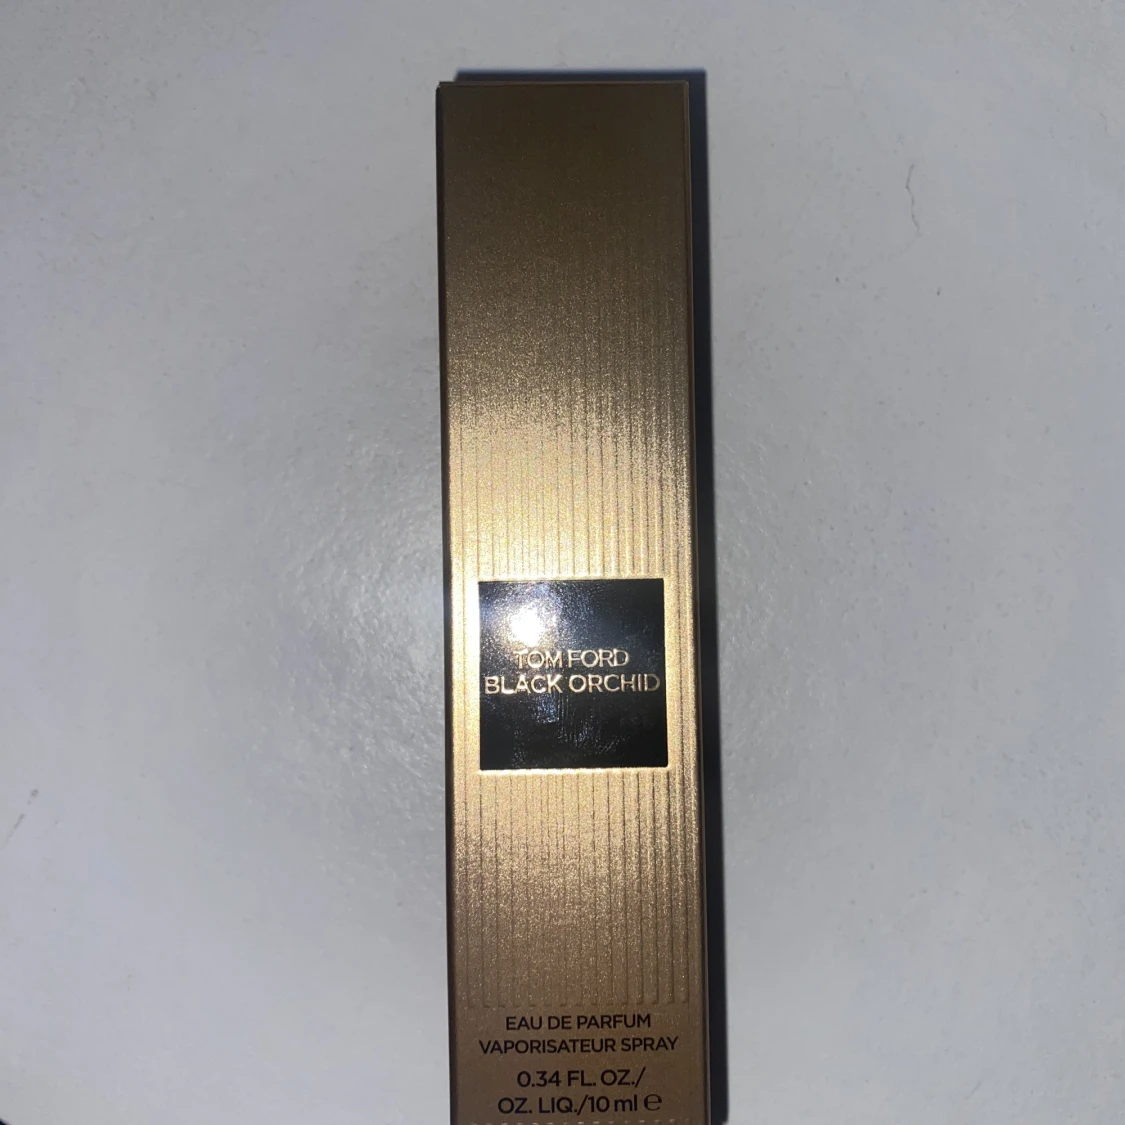 TOM FORD
BLACK ORCHID
EAU DE PARFUM
VAPORISATEUR SPRAY
0.34 FL. OZ./
OZ. LIQ./10 ml ℮